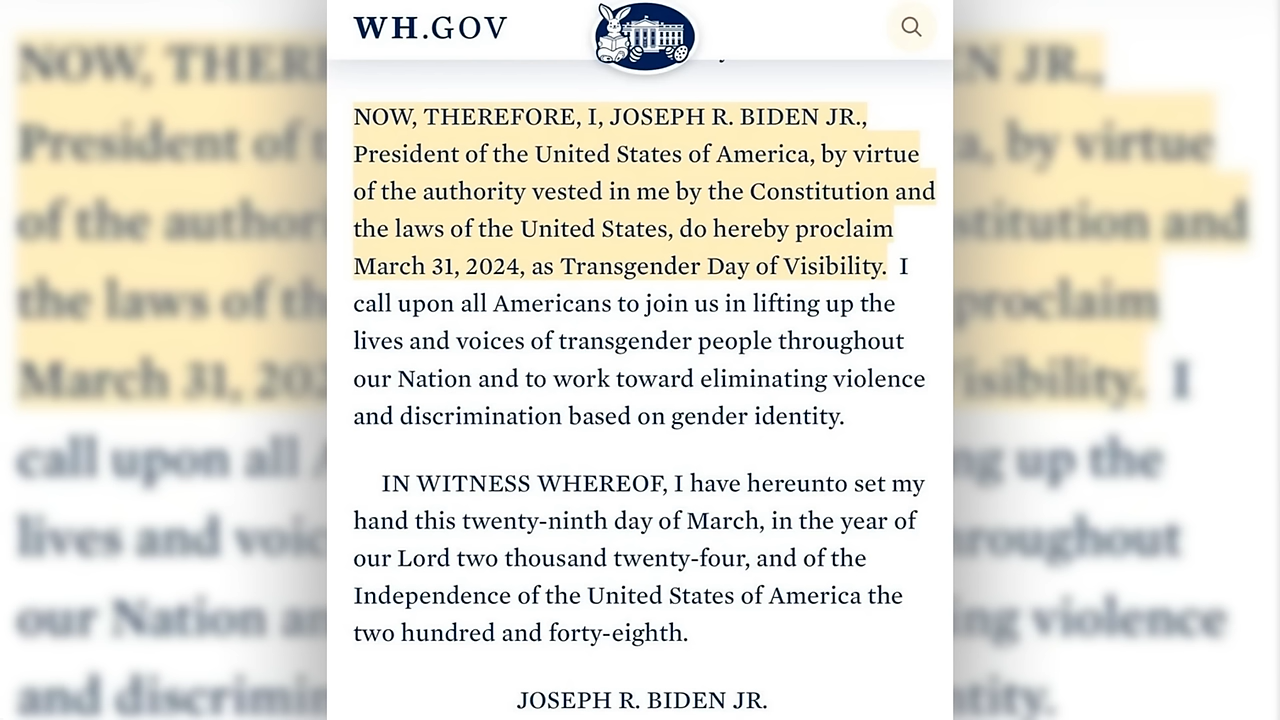 WH.GOV
NOW, THEREFORE, I, JOSEPH R. BIDEN JR.,
President of the United States of America, by virtue
of the authority vested in me by the Constitution and
the laws of the United States, do hereby proclaim
March 31, 2024, as Transgender Day of Visibility. I
call upon all Americans to join us in lifting up the
lives and voices of transgender people throughout
our Nation and to work toward eliminating violence
and discrimination based on gender identity.
IN WITNESS WHEREOF, I have hereunto set my
hand this twenty-ninth day of March, in the year of
our Lord two thousand twenty-four, and of the
Independence of the United States of America the
two hundred and forty-eighth.
JOSEPH R. BIDEN JR.